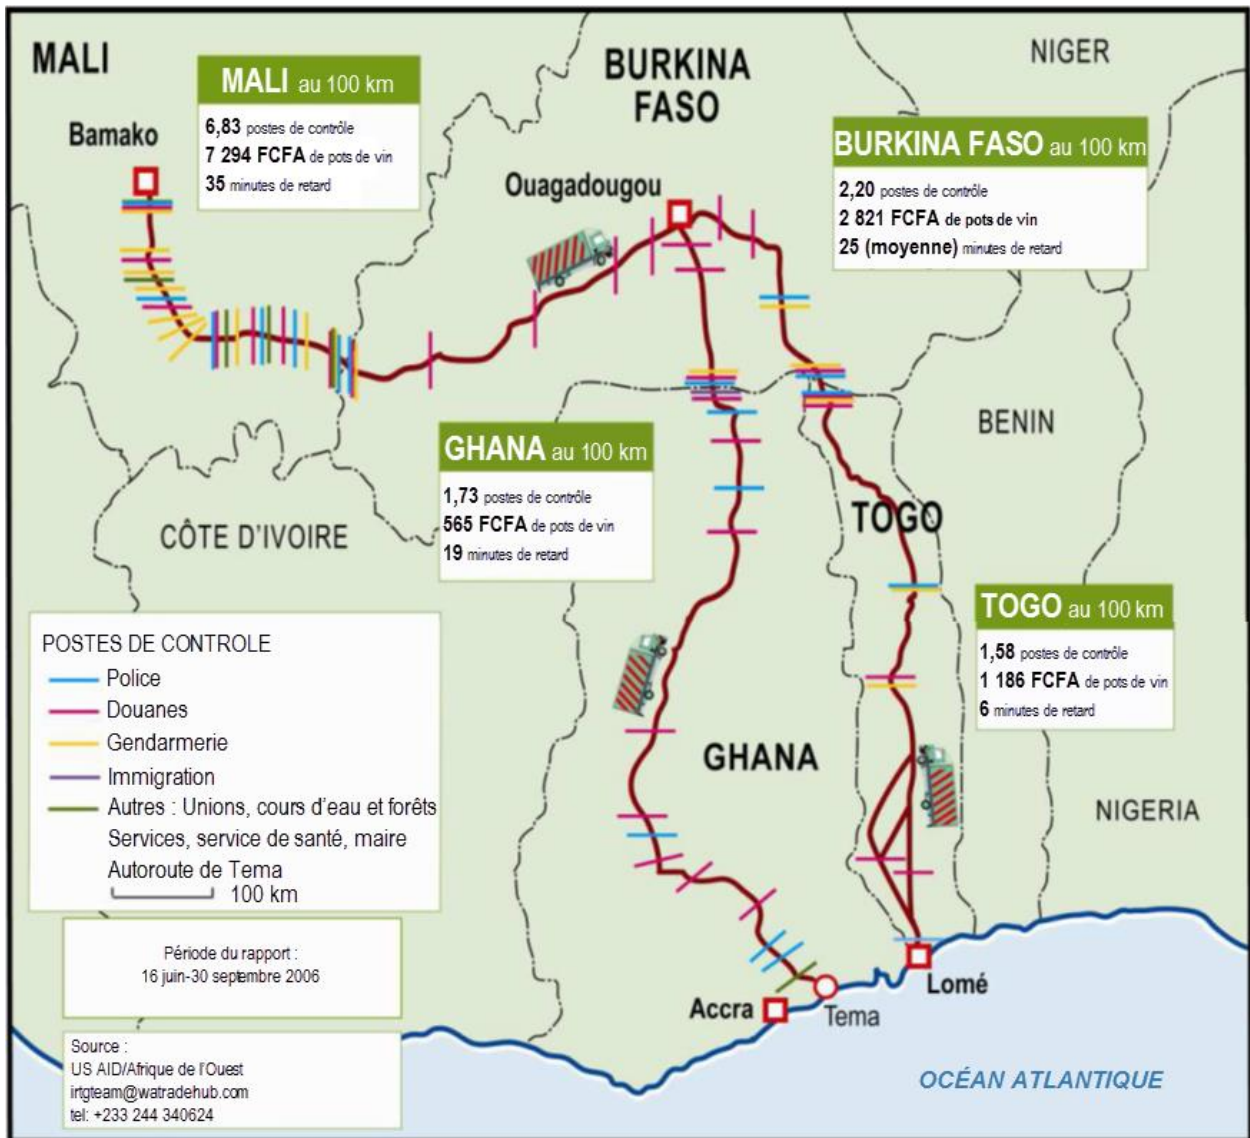 MALI
MALI au 100 km
6,83 postes de contrôle
7 294 FCFA de pots de vin
35 minutes de retard
Bamako
BURKINA
FASO
NIGER
BURKINA FASO au 100 km
2,20 postes de contrôle
2 821 FCFA de pots de vin
25 (moyenne) minutes de retard
Ouagadougou
GHANA au 100 km
1,73 postes de contrôle
565 FCFA de pots de vin
19 minutes de retard
BENIN
CÔTE D'IVOIRE
TOGO
TOGO au 100 km
1,58 postes de contrôle
1 186 FCFA de pots de vin
6 minutes de retard
POSTES DE CONTROLE
Police
Douanes
Gendarmerie
Immigration
Autres : Unions, cours d'eau et forêts
Services, service de santé, maire
Autoroute de Tema
100 km
GHANA
NIGERIA
Période du rapport :
16 juin-30 septembre 2006
Accra
Tema
Lomé
Source :
US AID/Afrique de l'Ouest
irtgteam@watradehub.com
tel: +233 244 340624
OCÉAN ATLANTIQUE